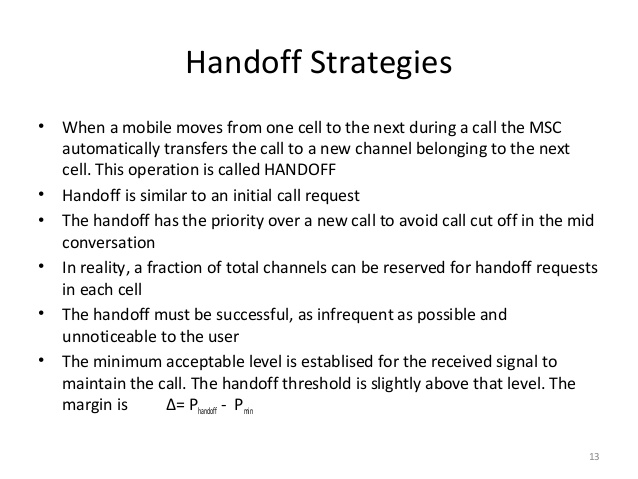 Handoff Strategies
• When a mobile moves from one cell to the next during a call the MSC
automatically transfers the call to a new channel belonging to the next
cell. This operation is called HANDOFF
• Handoff is similar to an initial call request
• The handoff has the priority over a new call to avoid call cut off in the mid
conversation
• In reality, a fraction of total channels can be reserved for handoff requests
in each cell
• The handoff must be successful, as infrequent as possible and
unnoticeable to the user
• The minimum acceptable level is establised for the received signal to
maintain the call. The handoff threshold is slightly above that level. The
margin is Δ= Phandoff - Pmin
13